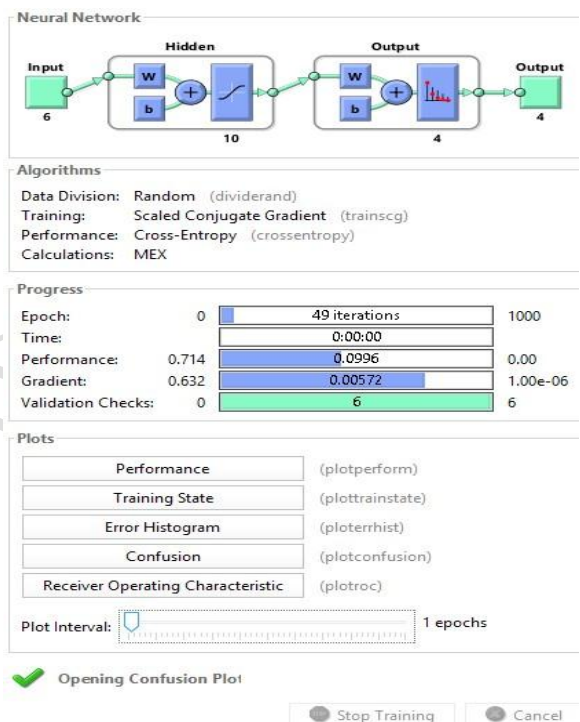 Neural Network
Hidden
Output
Input
W
b
+
W
b
+
Output
6
10
4
4
Algorithms
Data Division: Random (dividerand)
Training: Scaled Conjugate Gradient (trainscg)
Performance: Cross-Entropy (crossentropy)
Calculations: MEX
Progress
Epoch: 0 49 iterations 1000
Time: 0:00:00
Performance: 0.714 0.0996 0.00
Gradient: 0.632 0.00572 1.00e-06
Validation Checks: 0 6 6
Plots
Performance (plotperform)
Training State (plottrainstate)
Error Histogram (ploterrhist)
Confusion (plotconfusion)
Receiver Operating Characteristic (plotroc)
Plot Interval: 1 epochs
Opening Confusion Plot
Stop Training Cancel